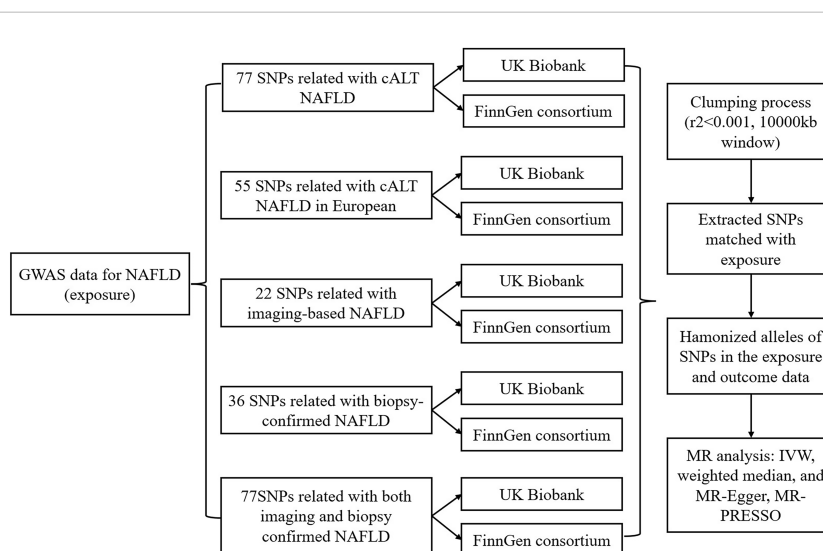 GWAS data for NAFLD
(exposure)
77 SNPs related with cALT
NAFLD
UK Biobank
FinnGen consortium
55 SNPs related with cALT
NAFLD in European
UK Biobank
FinnGen consortium
22 SNPs related with
imaging-based NAFLD
UK Biobank
FinnGen consortium
36 SNPs related with biopsy-
confirmed NAFLD
UK Biobank
FinnGen consortium
77SNPs related with both
imaging and biopsy
confirmed NAFLD
UK Biobank
FinnGen consortium
Clumping process
(r2<0.001, 10000kb
window)
Extracted SNPs
matched with
exposure
Hamonized alleles of
SNPs in the exposure
and outcome data
MR analysis: IVW,
weighted median, and
MR-Egger, MR-
PRESSO